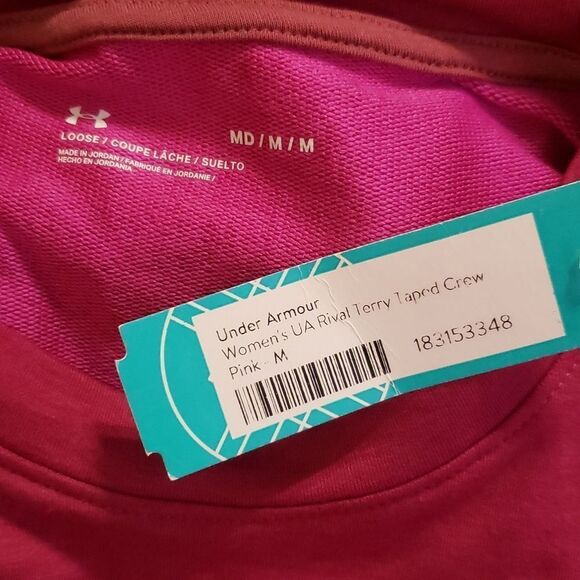 LOOSE / COUPE LÂCHE / SUELTO
MADE IN JORDAN / FABRIQUÉ EN JORDANIE /
HECHO EN JORDANIA
MD / M / M
Under Armour
Women's UA Rival Terry Taped Crew
Pink - M
183153348